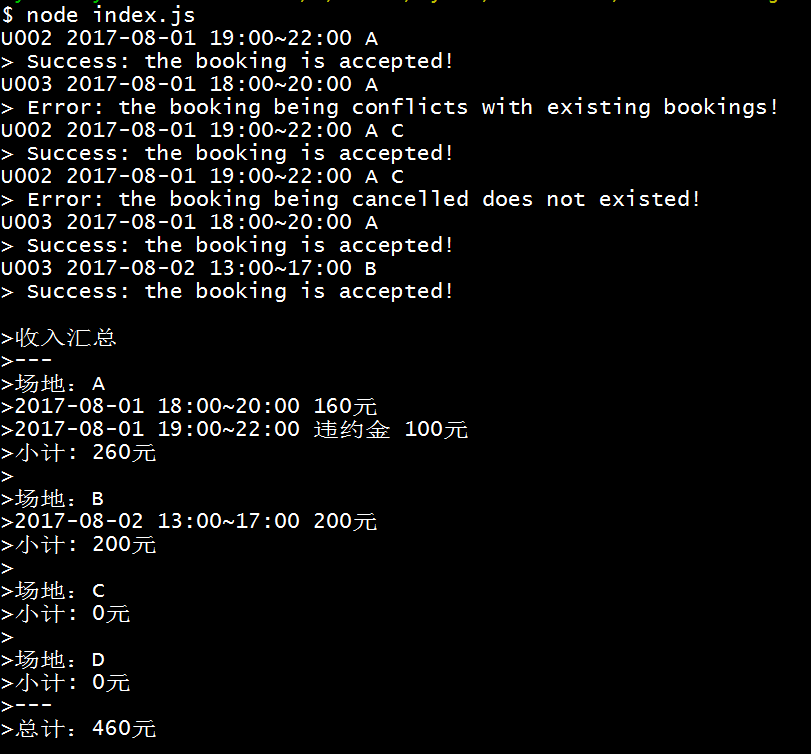 $ node index.js
U002 2017-08-01 19:00~22:00 A
> Success: the booking is accepted!
U003 2017-08-01 18:00~20:00 A
> Error: the booking being conflicts with existing bookings!
U002 2017-08-01 19:00~22:00 A C
> Success: the booking is accepted!
U002 2017-08-01 19:00~22:00 A C
> Error: the booking being cancelled does not existed!
U003 2017-08-01 18:00~20:00 A
> Success: the booking is accepted!
U003 2017-08-02 13:00~17:00 B
> Success: the booking is accepted!
>收入汇总
>---
>场地：A
>2017-08-01 18:00~20:00 160元
>2017-08-01 19:00~22:00 违约金 100元
>小计: 260元
>
>场地：B
>2017-08-02 13:00~17:00 200元
>小计: 200元
>
>场地：C
>小计: 0元
>
>场地：D
>小计: 0元
>---
>总计：460元